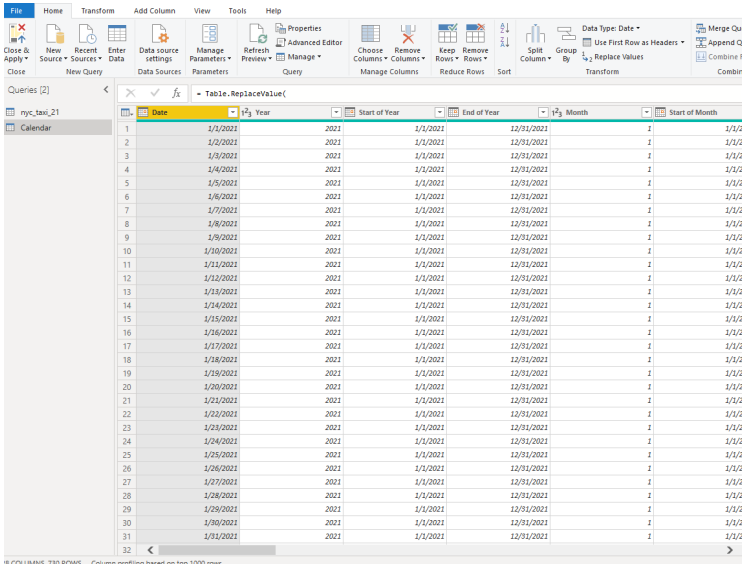 File Home Transform Add Column View Tools Help
Close & Apply New Source Recent Sources Enter Data Data source settings Manage Parameters Refresh Preview Properties Advanced Editor Manage Choose Columns Remove Columns Keep Rows Remove Rows Split Column Group By Data Type: Date Use First Row as Headers Replace Values Merge Append
Close New Query Data Sources Parameters Query Manage Columns Reduce Rows Sort Transform
Queries [2] fx = Table.ReplaceValue(
nyc_taxi_21
Calendar
Date 1²3 Year Start of Year End of Year 1²3 Month Start of Month
1 1/1/2021 2021 1/1/2021 12/31/2021 1
2 1/2/2021 2021 1/1/2021 12/31/2021 1
3 1/3/2021 2021 1/1/2021 12/31/2021 1
4 1/4/2021 2021 1/1/2021 12/31/2021 1
5 1/5/2021 2021 1/1/2021 12/31/2021 1
6 1/6/2021 2021 1/1/2021 12/31/2021 1
7 1/7/2021 2021 1/1/2021 12/31/2021 1
8 1/8/2021 2021 1/1/2021 12/31/2021 1
9 1/9/2021 2021 1/1/2021 12/31/2021 1
10 1/10/2021 2021 1/1/2021 12/31/2021 1
11 1/11/2021 2021 1/1/2021 12/31/2021 1
12 1/12/2021 2021 1/1/2021 12/31/2021 1
13 1/13/2021 2021 1/1/2021 12/31/2021 1
14 1/14/2021 2021 1/1/2021 12/31/2021 1
15 1/15/2021 2021 1/1/2021 12/31/2021 1
16 1/16/2021 2021 1/1/2021 12/31/2021 1
17 1/17/2021 2021 1/1/2021 12/31/2021 1
18 1/18/2021 2021 1/1/2021 12/31/2021 1
19 1/19/2021 2021 1/1/2021 12/31/2021 1
20 1/20/2021 2021 1/1/2021 12/31/2021 1
21 1/21/2021 2021 1/1/2021 12/31/2021 1
22 1/22/2021 2021 1/1/2021 12/31/2021 1
23 1/23/2021 2021 1/1/2021 12/31/2021 1
24 1/24/2021 2021 1/1/2021 12/31/2021 1
25 1/25/2021 2021 1/1/2021 12/31/2021 1
26 1/26/2021 2021 1/1/2021 12/31/2021 1
27 1/27/2021 2021 1/1/2021 12/31/2021 1
28 1/28/2021 2021 1/1/2021 12/31/2021 1
29 1/29/2021 2021 1/1/2021 12/31/2021 1
30 1/30/2021 2021 1/1/2021 12/31/2021 1
31 1/31/2021 2021 1/1/2021 12/31/2021 1
32
COLUMNS, 730 ROWS Column profiling based on top 1000 rows